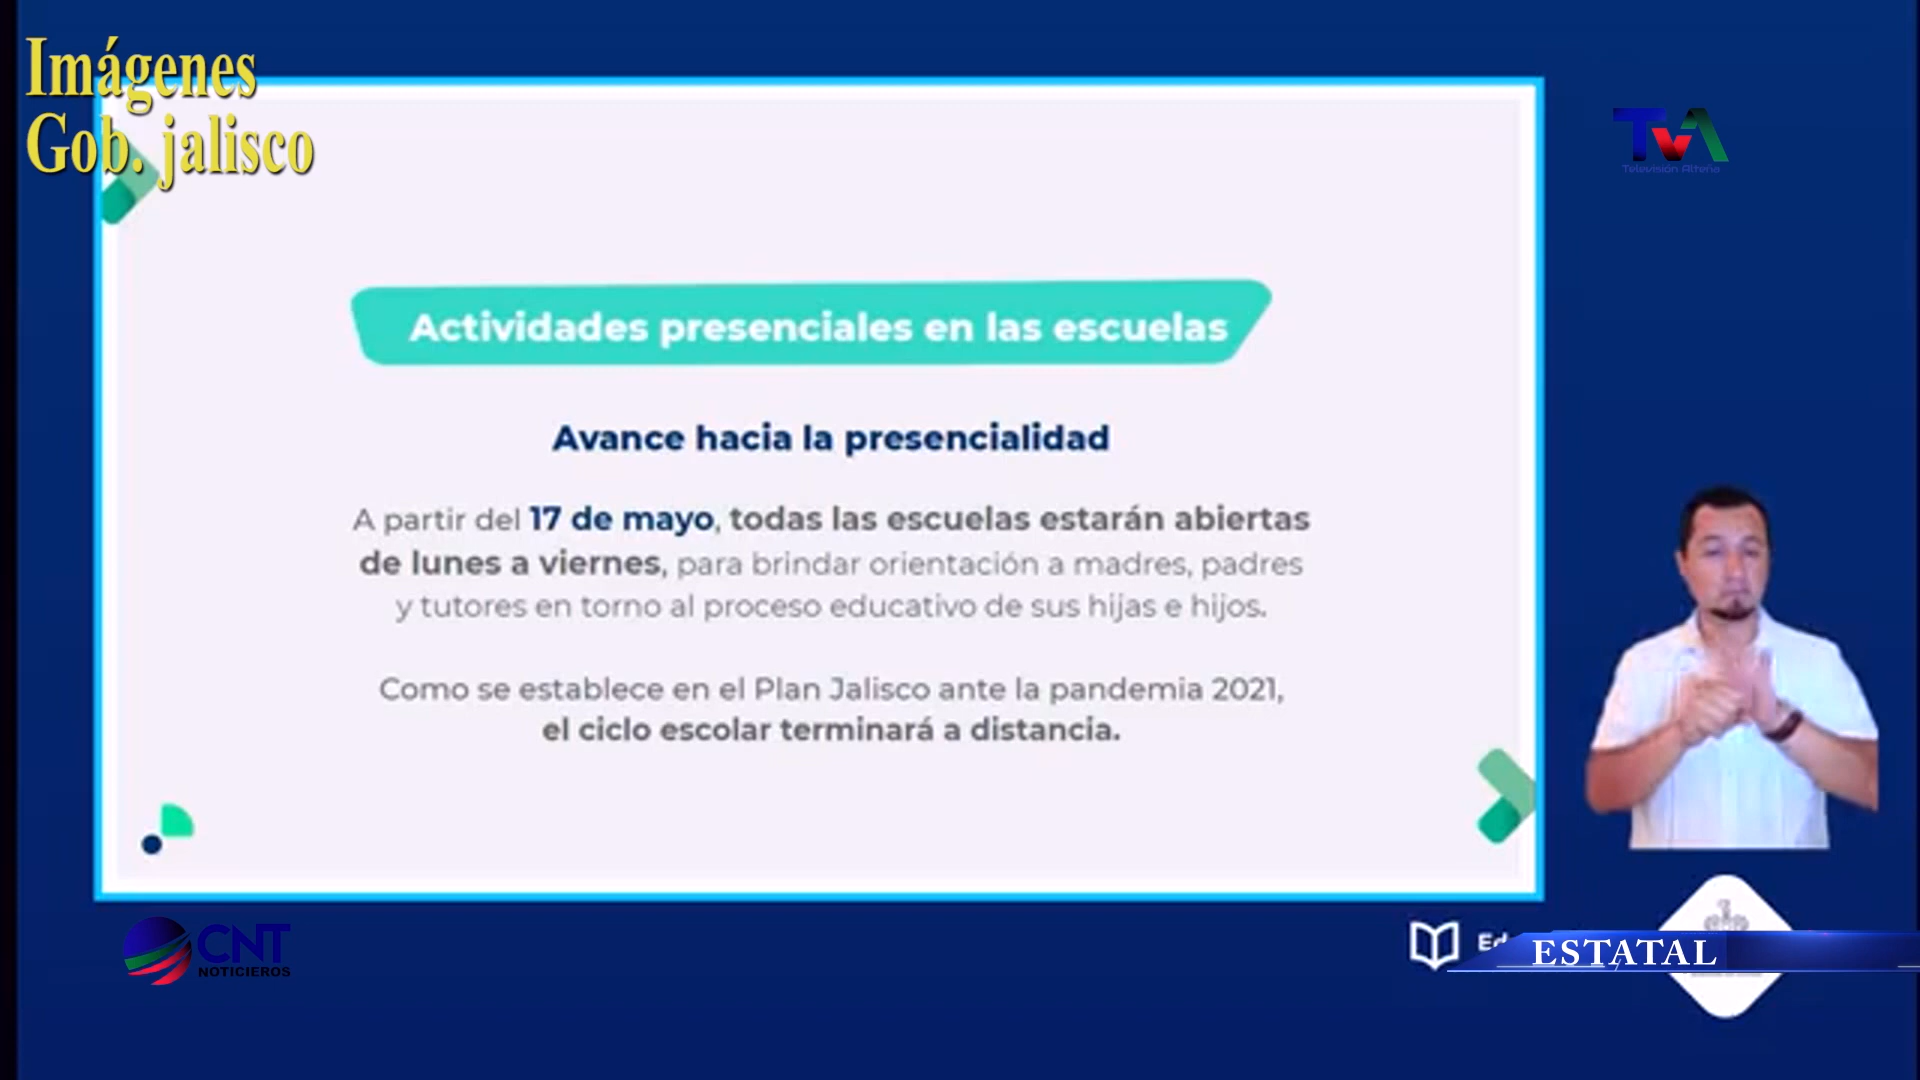 Imágenes
Gob. jalisco
TvA
Televisión Alteña
Actividades presenciales en las escuelas
Avance hacia la presencialidad
A partir del 17 de mayo, todas las escuelas estarán abiertas
de lunes a viernes, para brindar orientación a madres, padres
y tutores en torno al proceso educativo de sus hijas e hijos.
Como se establece en el Plan Jalisco ante la pandemia 2021,
el ciclo escolar terminará a distancia.
CNT
NOTICIEROS
ESTATAL